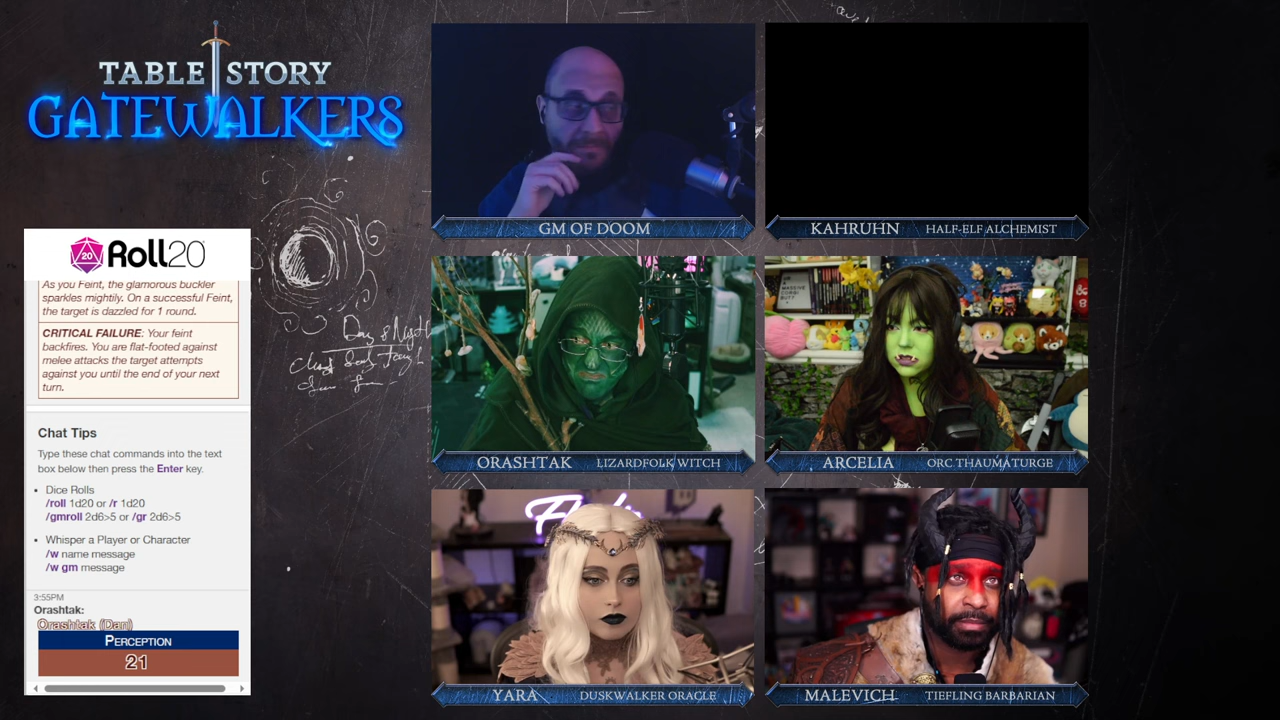 TABLE STORY
GATEWALKERS
Roll20
As you Feint, the glamorous buckler
sparkles mightily. On a successful Feint,
the target is dazzled for 1 round.
CRITICAL FAILURE: Your feint
backfires. You are flat-footed against
melee attacks the target attempts
against you until the end of your next
turn.
Chat Tips
Type these chat commands into the text
box below then press the Enter key.
Dice Rolls
/roll 1d20 or /r 1d20
/gmroll 2d6>5 or /gr 2d6>5
Whisper a Player or Character
/w name message
/w gm message
3:55PM
Orashtak:
Orashtak (Dan)
PERCEPTION
21
GM OF DOOM
KAHRUHN HALF-ELF ALCHEMIST
ORASHTAK LIZARDFOLK WITCH
MASSIVE
CORGI
BUTT
ARCELIA ORC THAUMATURGE
YARA DUSKWALKER ORACLE
MALEVICH TIEFLING BARBARIAN